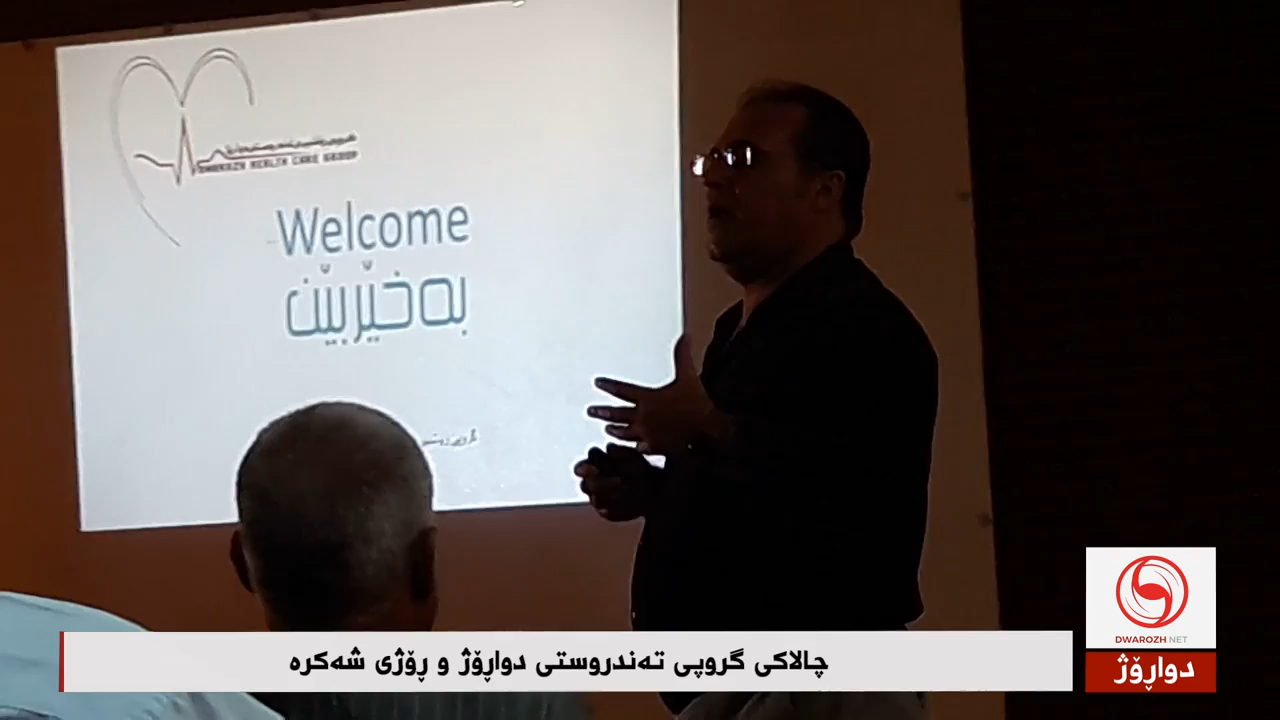 DWAROZH HEALTH CARE GROUP
Welcome
بەخێربێن
چالاکی گروپی تەندروستی دواڕۆژ و ڕۆژی شەکرە
DWAROZH.NET
دواڕۆژ